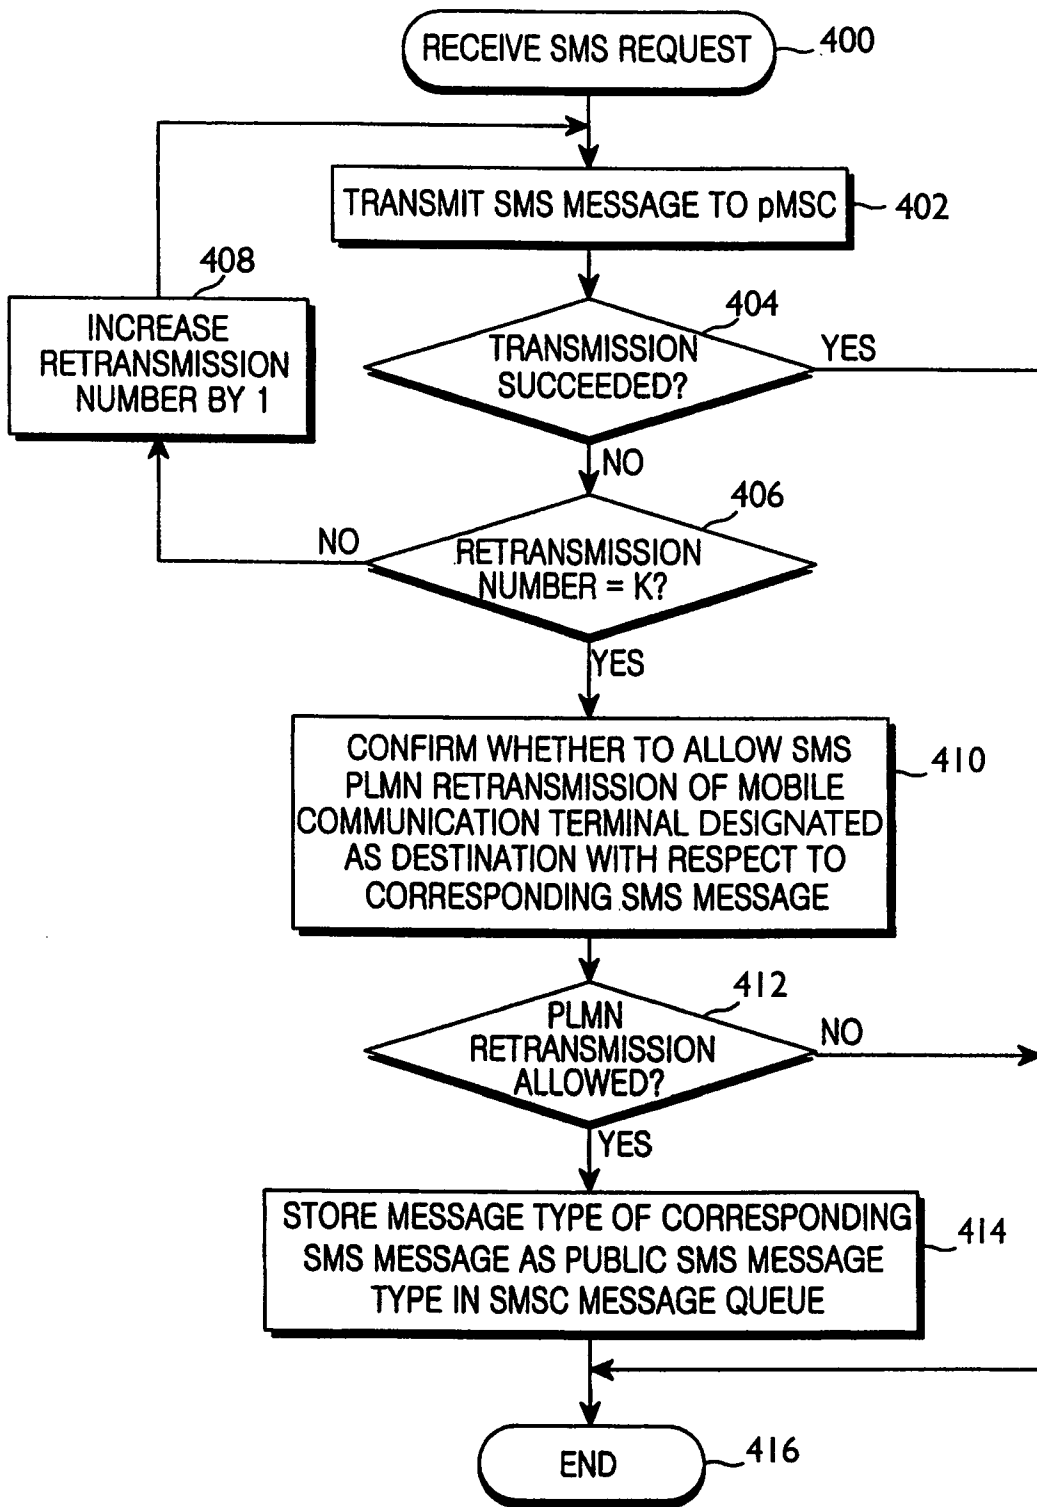 RECEIVE SMS REQUEST
400
TRANSMIT SMS MESSAGE TO pMSC
402
408
INCREASE
RETRANSMISSION
NUMBER BY 1
404
TRANSMISSION
SUCCEEDED?
YES
NO
406
RETRANSMISSION
NUMBER = K?
NO
YES
CONFIRM WHETHER TO ALLOW SMS
PLMN RETRANSMISSION OF MOBILE
COMMUNICATION TERMINAL DESIGNATED
AS DESTINATION WITH RESPECT TO
CORRESPONDING SMS MESSAGE
410
412
PLMN
RETRANSMISSION
ALLOWED?
NO
YES
STORE MESSAGE TYPE OF CORRESPONDING
SMS MESSAGE AS PUBLIC SMS MESSAGE
TYPE IN SMSC MESSAGE QUEUE
414
END
416